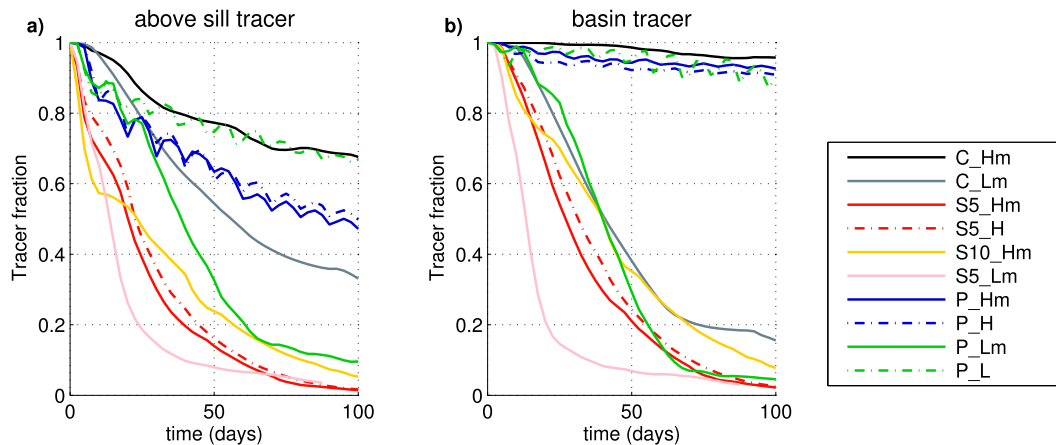 a) above sill tracer
1
0.8
0.6
0.4
0.2
0
Tracer fraction
0 50 100
time (days)
b) basin tracer
1
0.8
0.6
0.4
0.2
0
Tracer fraction
0 50 100
time (days)
C_Hm
C_Lm
S5_Hm
S5_H
S10_Hm
S5_Lm
P_Hm
P_H
P_Lm
P_L